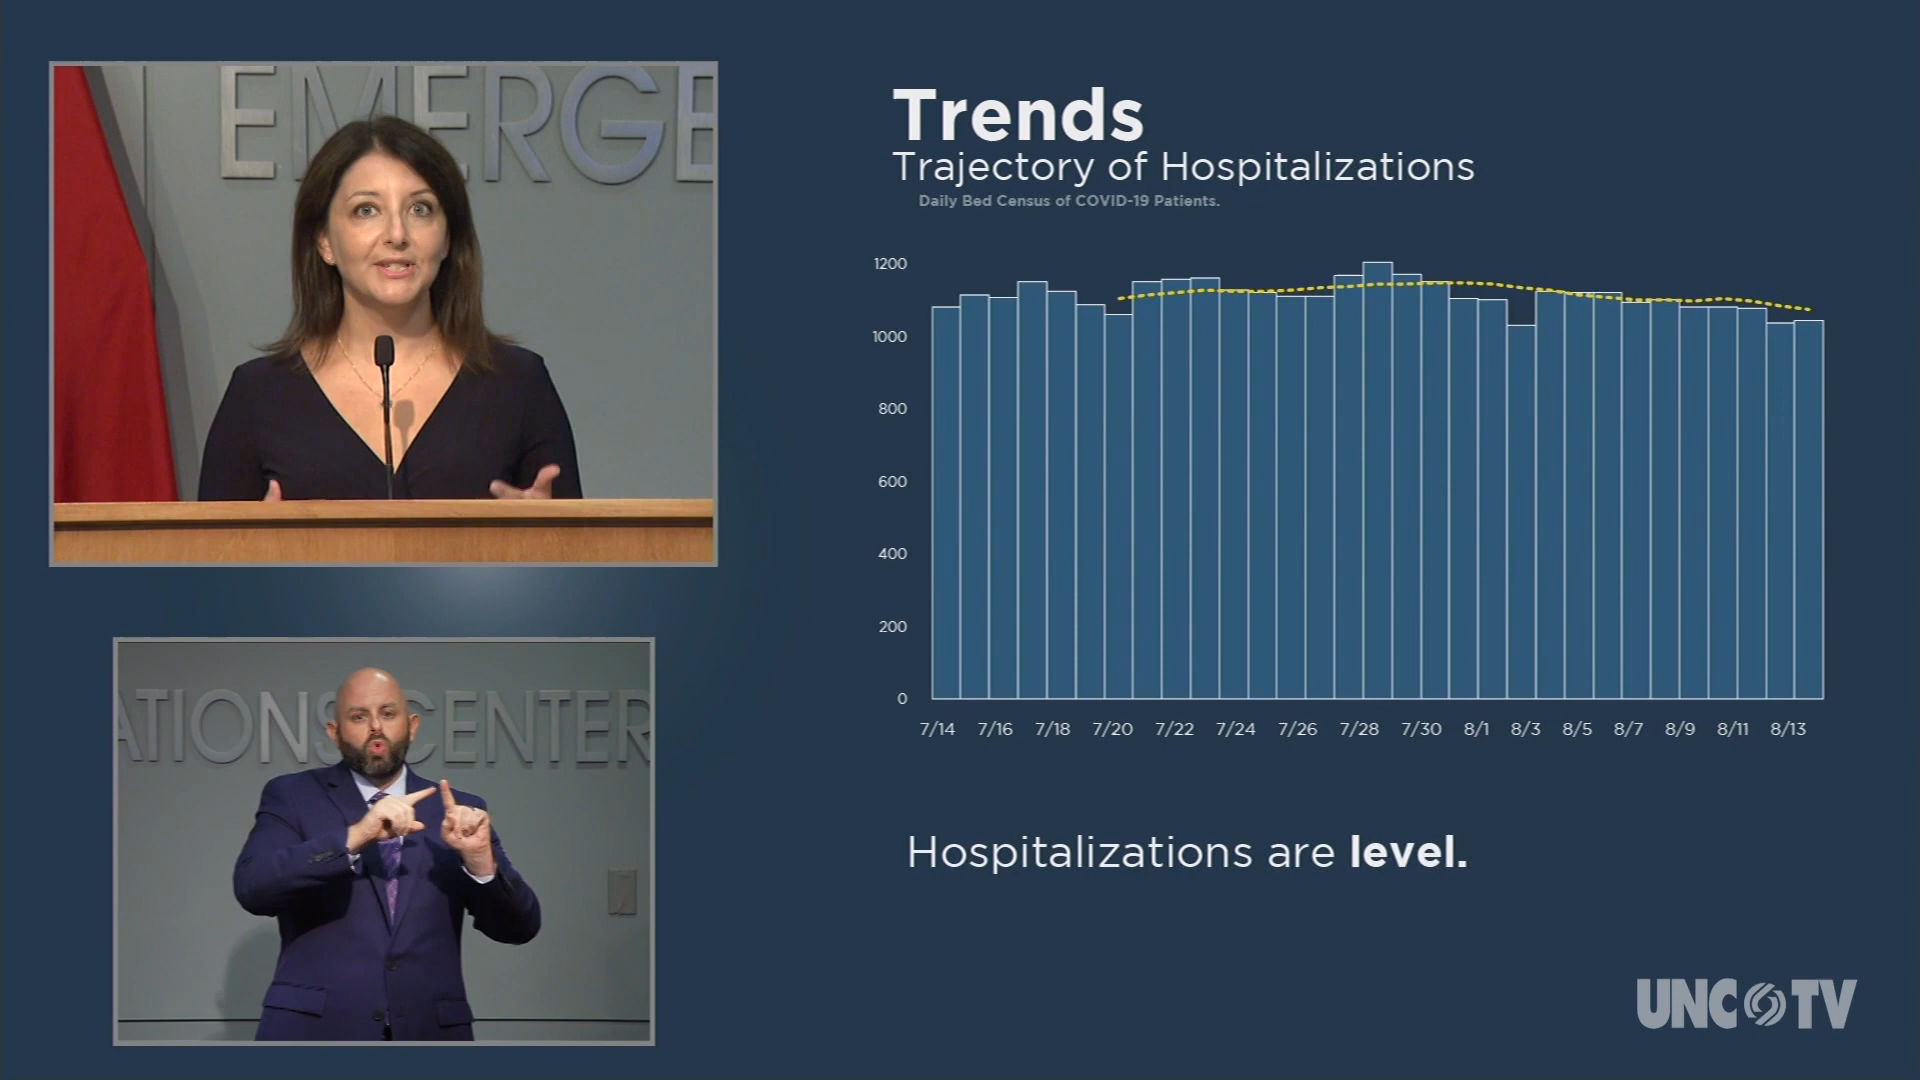 EMERGE
Trends
Trajectory of Hospitalizations
Daily Bed Census of COVID-19 Patients.
1200
1000
800
600
400
200
0
7/14 7/16 7/18 7/20 7/22 7/24 7/26 7/28 7/30 8/1 8/3 8/5 8/7 8/9 8/11 8/13
ATIONS CENTER
Hospitalizations are level.
UNC TV